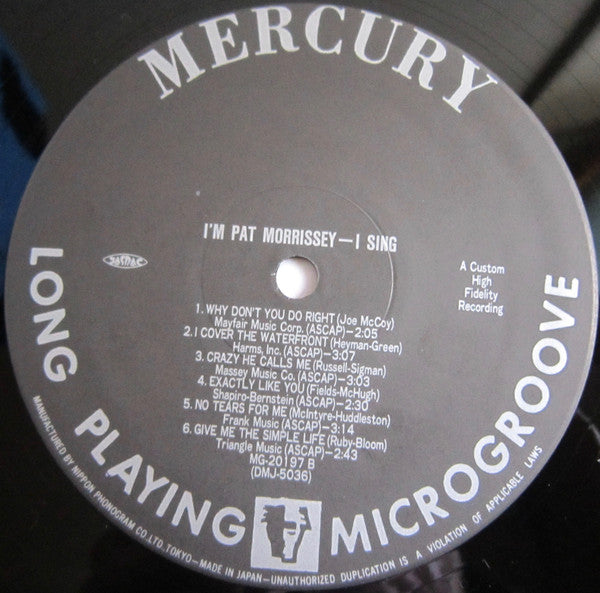 MERCURY
I'M PAT MORRISSEY—I SING
JASRAC
A Custom
High
Fidelity
Recording
1. WHY DON'T YOU DO RIGHT (Joe McCoy)
Mayfair Music Corp. (ASCAP)—2:05
2. I COVER THE WATERFRONT (Heyman-Green)
Harms, Inc. (ASCAP)—3:07
3. CRAZY HE CALLS ME (Russell-Sigman)
Massey Music Co. (ASCAP)—3:03
4. EXACTLY LIKE YOU (Fields-McHugh)
Shapiro-Bernstein (ASCAP)—2:30
5. NO TEARS FOR ME (McIntyre-Huddleston)
Frank Music (ASCAP)—3:14
6. GIVE ME THE SIMPLE LIFE (Ruby-Bloom)
Triangle Music (ASCAP)—2:43
MG-20197 B
(DMJ-5036)
LONG PLAYING MICROGROOVE
MANUFACTURED BY NIPPON PHONOGRAM CO.,LTD.,TOKYO—MADE IN JAPAN—UNAUTHORIZED DUPLICATION IS A VIOLATION OF APPLICABLE LAWS